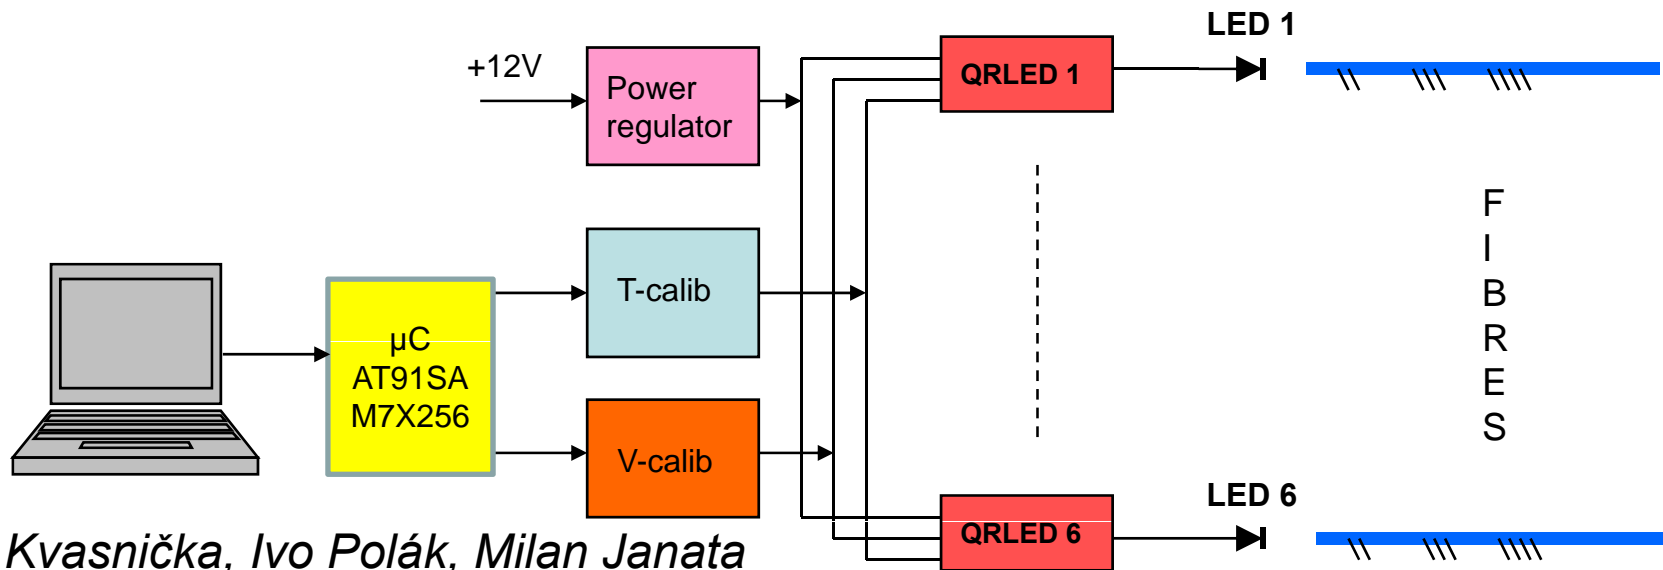 LED 1
+12V
Power
regulator
QRLED 1
T-calib
µC
AT91SA
M7X256
V-calib
F
I
B
R
E
S
LED 6
QRLED 6
Kvasnička, Ivo Polák, Milan Janata